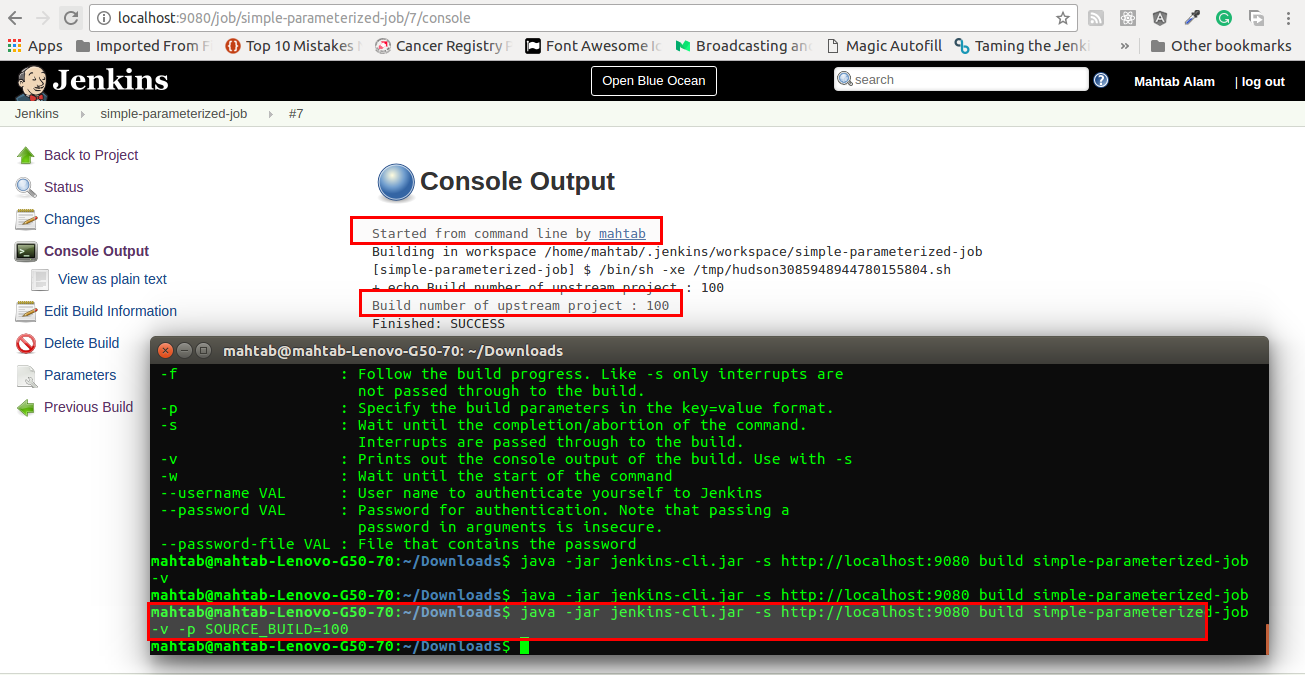 localhost:9080/job/simple-parameterized-job/7/console
Apps Imported From F Top 10 Mistakes Cancer Registry Font Awesome Broadcasting an Magic Autofill Taming the Jenki » Other bookmarks
Jenkins Open Blue Ocean search Mahtab Alam | log out
Jenkins simple-parameterized-job #7
Back to Project
Status
Changes
Console Output
View as plain text
Edit Build Information
Delete Build
Parameters
Previous Build
Console Output
Started from command line by mahtab
Building in workspace /home/mahtab/.jenkins/workspace/simple-parameterized-job
[simple-parameterized-job] $ /bin/sh -xe /tmp/hudson3085948944780155804.sh
+ echo Build number of upstream project : 100
Build number of upstream project : 100
Finished: SUCCESS
mahtab@mahtab-Lenovo-G50-70: ~/Downloads
-f : Follow the build progress. Like -s only interrupts are
not passed through to the build.
-p : Specify the build parameters in the key=value format.
-s : Wait until the completion/abortion of the command.
Interrupts are passed through to the build.
-v : Prints out the console output of the build. Use with -s
-w : Wait until the start of the command
--username VAL : User name to authenticate yourself to Jenkins
--password VAL : Password for authentication. Note that passing a
password in arguments is insecure.
--password-file VAL : File that contains the password
mahtab@mahtab-Lenovo-G50-70:~/Downloads$ java -jar jenkins-cli.jar -s http://localhost:9080 build simple-parameterized-job
-v
mahtab@mahtab-Lenovo-G50-70:~/Downloads$ java -jar jenkins-cli.jar -s http://localhost:9080 build simple-parameterized-job
mahtab@mahtab-Lenovo-G50-70:~/Downloads$ java -jar jenkins-cli.jar -s http://localhost:9080 build simple-parameterized-job
-v -p SOURCE_BUILD=100
mahtab@mahtab-Lenovo-G50-70:~/Downloads$